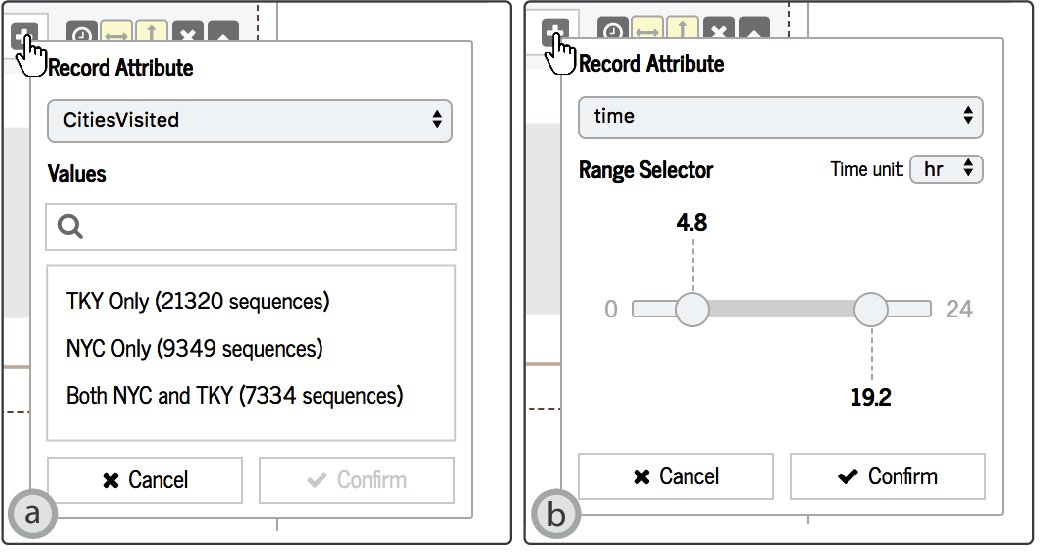 Record Attribute
CitiesVisited
Values
TKY Only (21320 sequences)
NYC Only (9349 sequences)
Both NYC and TKY (7334 sequences)
Cancel
Confirm
a
Record Attribute
time
Range Selector
Time unit hr
4.8
0
24
19.2
Cancel
Confirm
b